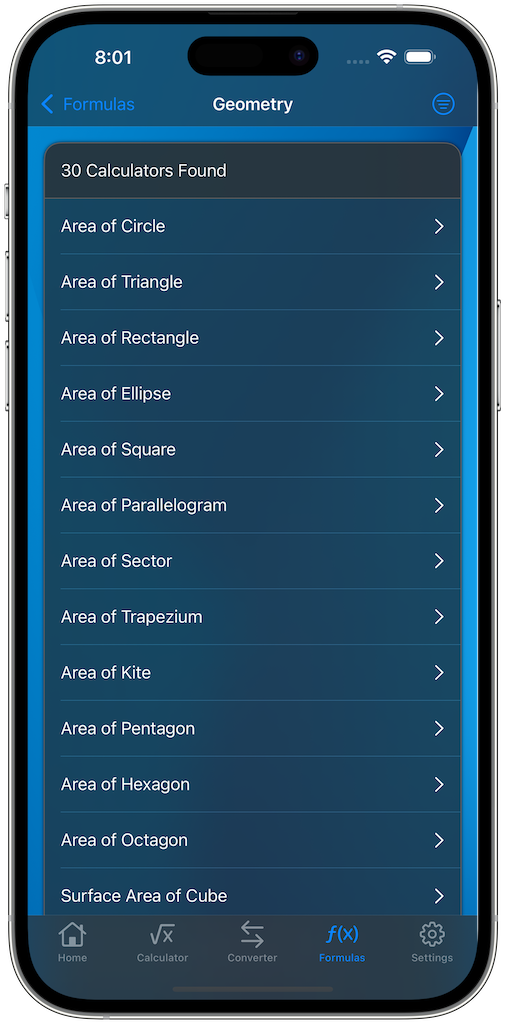 8:01
Formulas
Geometry
30 Calculators Found
Area of Circle
Area of Triangle
Area of Rectangle
Area of Ellipse
Area of Square
Area of Parallelogram
Area of Sector
Area of Trapezium
Area of Kite
Area of Pentagon
Area of Hexagon
Area of Octagon
Surface Area of Cube
√x
f(x)
Home
Calculator
Converter
Formulas
Settings